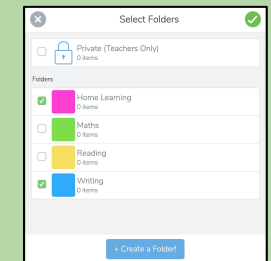 Select Folders
Private (Teachers Only)
0 items
Folders
Home Learning
0 items
Maths
0 items
Reading
0 items
Writing
0 items
+ Create a Folder!